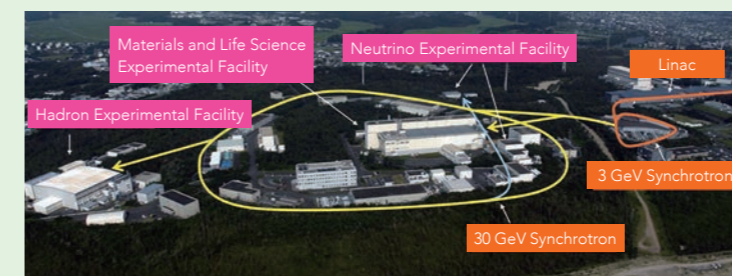 Materials and Life Science
Experimental Facility
Neutrino Experimental Facility
Linac
Hadron Experimental Facility
3 GeV Synchrotron
30 GeV Synchrotron